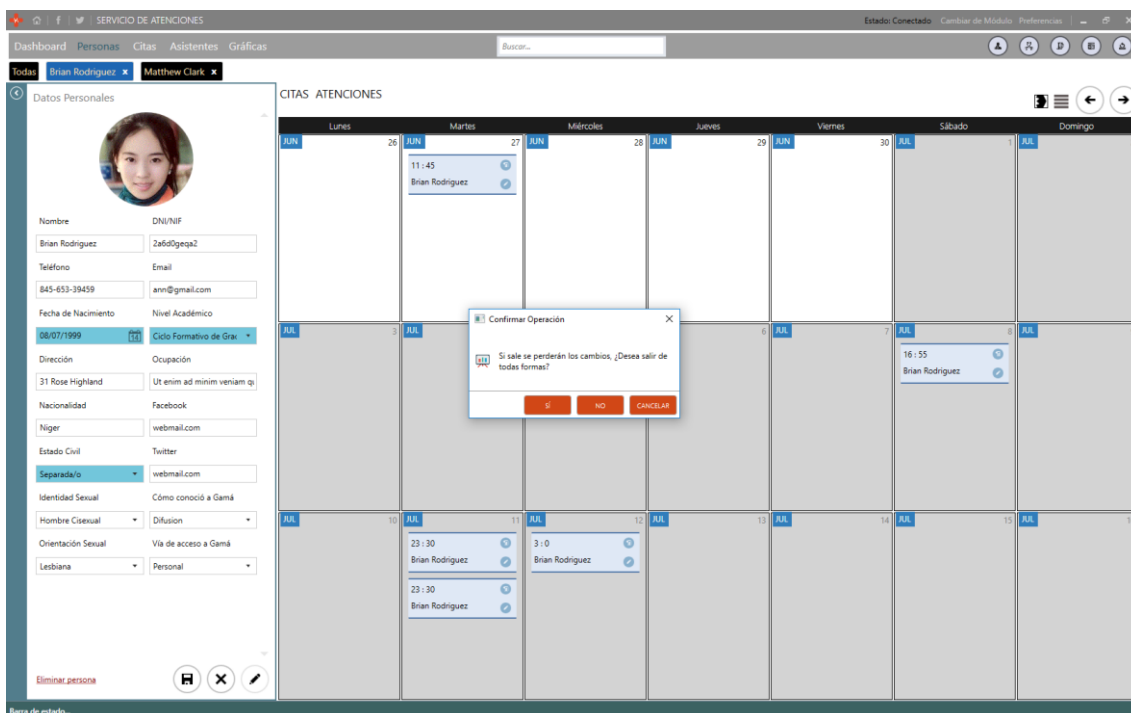 SERVICIO DE ATENCIONES
Estado: Conectado Cambiar de Módulo Preferencias
Dashboard Personas Citas Asistentes Gráficas
Buscar...
Todas Brian Rodriguez x Matthew Clark x
Datos Personales
Nombre DNI/NIF
Brian Rodriguez 2a6d0geqa2
Teléfono Email
845-653-39459 ann@gmail.com
Fecha de Nacimiento Nivel Académico
08/07/1999 14 Ciclo Formativo de Gra
Dirección Ocupación
31 Rose Highland Ut enim ad minim veniam qu
Nacionalidad Facebook
Niger webmail.com
Estado Civil Twitter
Separada/o webmail.com
Identidad Sexual Cómo conoció a Gamá
Hombre Cisexual Difusion
Orientación Sexual Vía de acceso a Gamá
Lesbiana Personal
Eliminar persona
CITAS ATENCIONES
Lunes Martes Miércoles Jueves Viernes Sábado Domingo
JUN 26 JUN 27 JUN 28 JUN 29 JUN 30 JUL 1 JUL
11 : 45
Brian Rodriguez
JUL 3 JUL 6 JUL 7 JUL 8 JUL
16 : 55
Brian Rodriguez
Confirmar Operación
Si sale se perderán los cambios, ¿Desea salir de
todas formas?
SÍ NO CANCELAR
JUL 10 JUL 11 JUL 12 JUL 13 JUL 14 JUL 15 JUL
23 : 30 3 : 0
Brian Rodriguez Brian Rodriguez
23 : 30
Brian Rodriguez
Barra de estado...